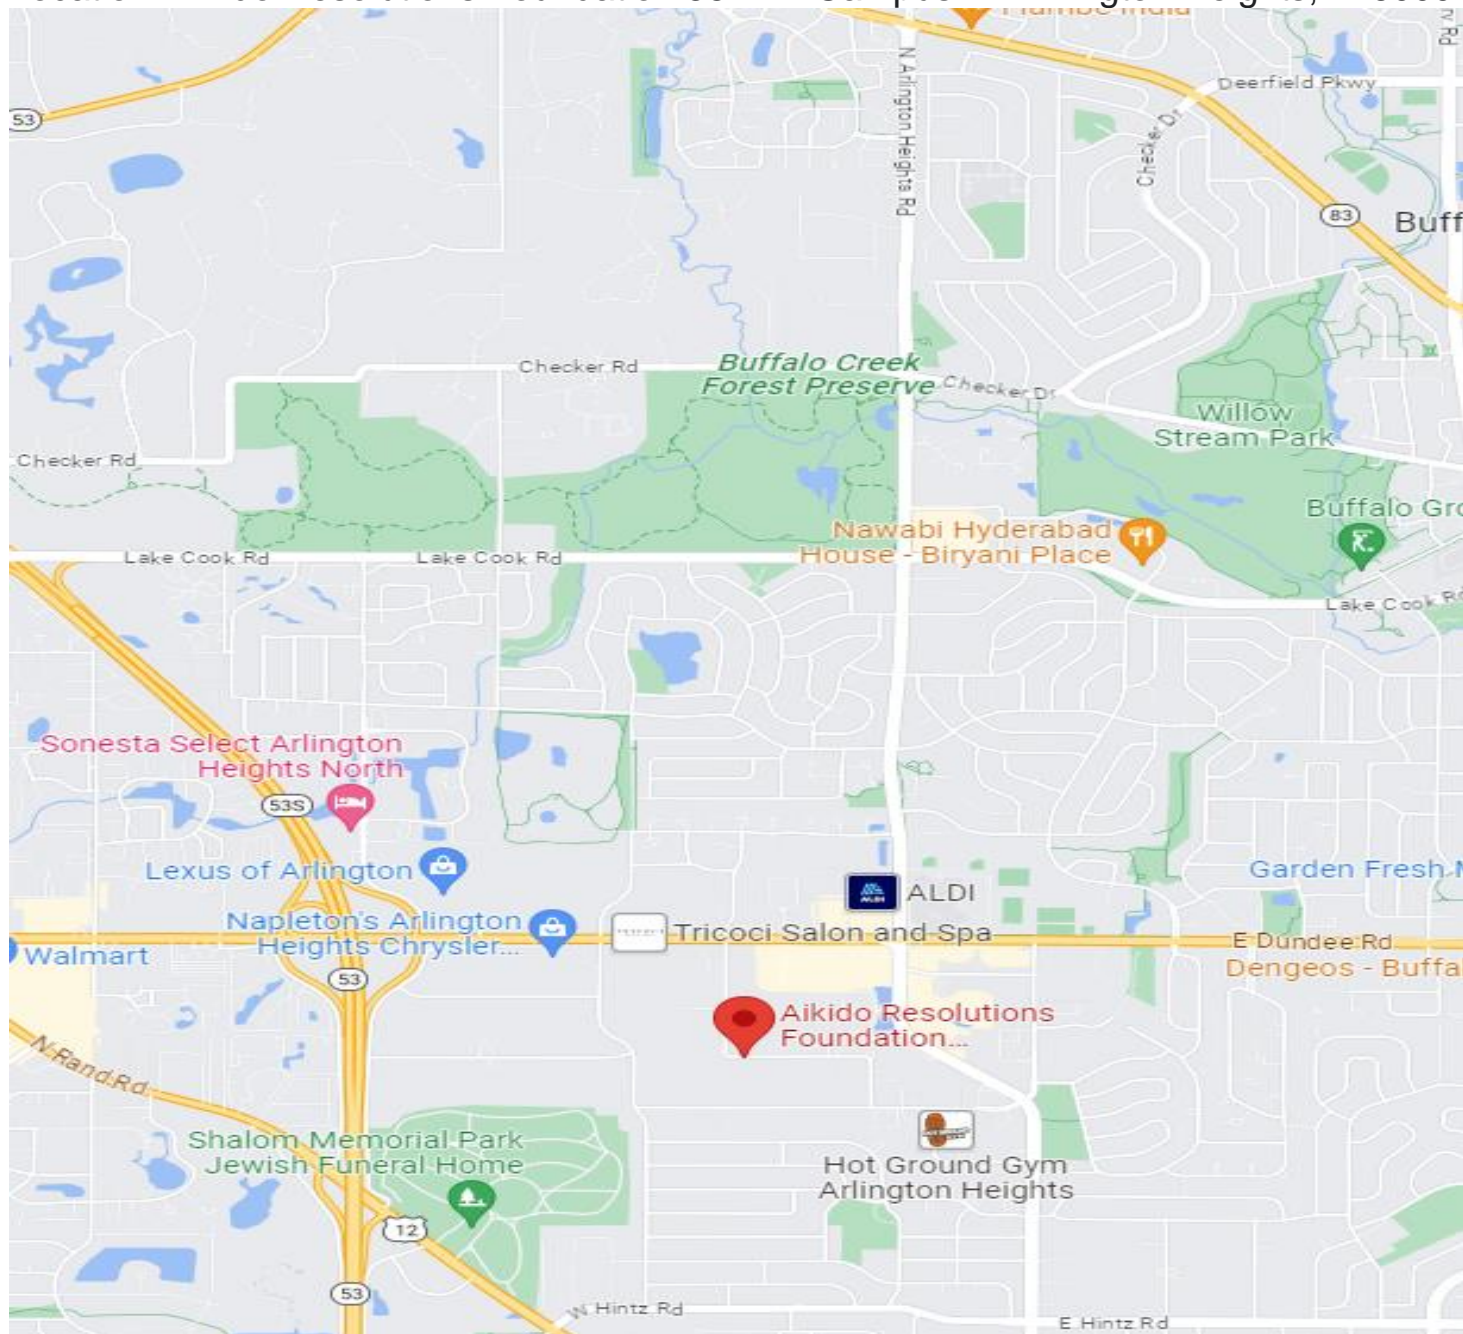 53
N Arlington Heights Rd
Deerfield Pkwy
Checker Dr
83
Checker Rd
Buffalo Creek
Forest Preserve
Checker Dr
Willow
Stream Park
Checker Rd
Nawabi Hyderabad
House - Biryani Place
Lake Cook Rd
Lake Cook Rd
Lake Cook Rd
Sonesta Select Arlington
Heights North
53S
Lexus of Arlington
ALDI
ALDI
Garden Fresh
Napleton's Arlington
Heights Chrysler...
Tricoci Salon and Spa
Walmart
E Dundee Rd
Dengeos -
53
Aikido Resolutions
Foundation...
N Rand Rd
Shalom Memorial Park
Jewish Funeral Home
Hot Ground Gym
Arlington Heights
12
53
W Hintz Rd
E Hintz Rd